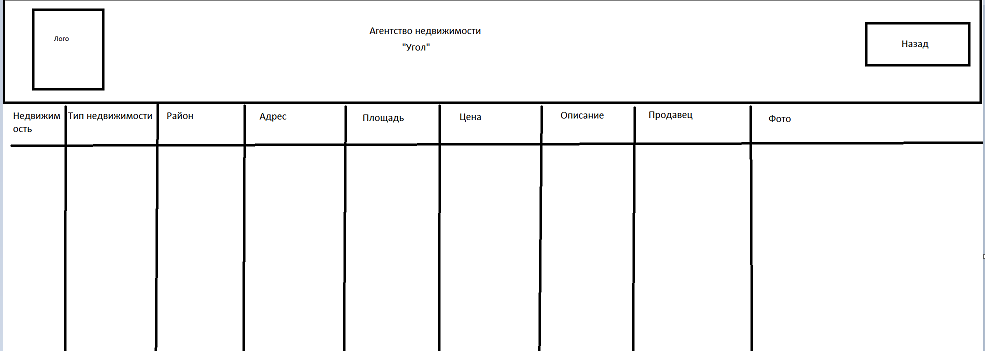 Лого
Агентство недвижимости
"Угол"
Назад
Недвижим
ость
Тип недвижимости
Район
Адрес
Площадь
Цена
Описание
Продавец
Фото